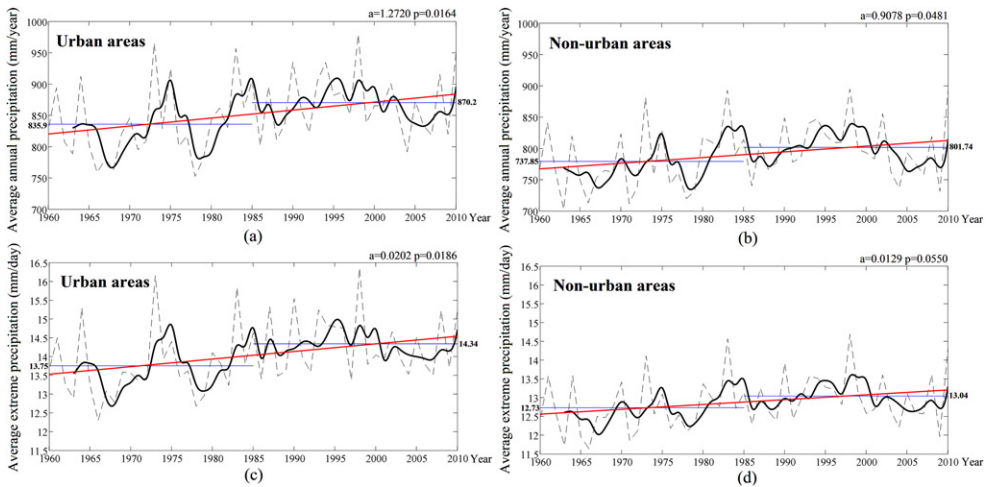 a=1.2720 p=0.0164
Urban areas
Average annual precipitation (mm/year)
1000
950
900
850
800
750
700
835.9
870.2
1960 1965 1970 1975 1980 1985 1990 1995 2000 2005 2010 Year
(a)
a=0.9078 p=0.0481
Non-urban areas
Average annual precipitation (mm/year)
1000
950
900
850
800
750
700
737.85
801.74
1960 1965 1970 1975 1980 1985 1990 1995 2000 2005 2010 Year
(b)
a=0.0202 p=0.0186
Urban areas
Average extreme precipitation (mm/day)
16.5
16
15.5
15
14.5
14
13.5
13
12.5
12
11.5
13.75
14.34
1960 1965 1970 1975 1980 1985 1990 1995 2000 2005 2010 Year
(c)
a=0.0129 p=0.0550
Non-urban areas
Average extreme precipitation (mm/day)
16.5
16
15.5
15
14.5
14
13.5
13
12.5
12
11.5
12.73
13.04
1960 1965 1970 1975 1980 1985 1990 1995 2000 2005 2010 Year
(d)